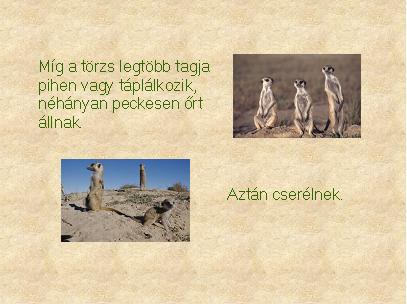 Míg a törzs legtöbb tagja
pihen vagy táplálkozik,
néhányan peckesen őrt
állnak.
Aztán cserélnek.